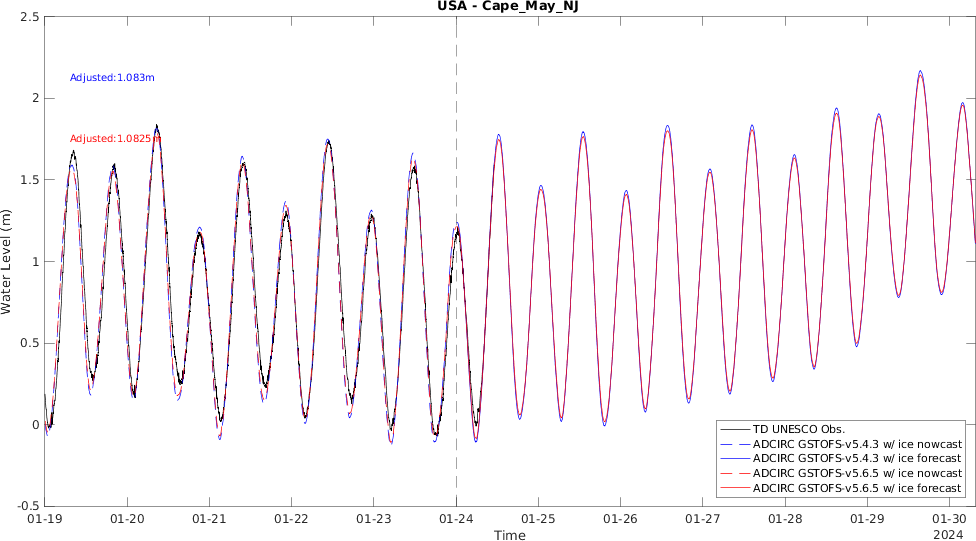 USA - Cape_May_NJ
2.5
2
1.5
1
0.5
0
-0.5
Water Level (m)
Adjusted:1.083m
Adjusted:1.0825m
TD UNESCO Obs.
ADCIRC GSTOFS-v5.4.3 w/ ice nowcast
ADCIRC GSTOFS-v5.4.3 w/ ice forecast
ADCIRC GSTOFS-v5.6.5 w/ ice nowcast
ADCIRC GSTOFS-v5.6.5 w/ ice forecast
01-19 01-20 01-21 01-22 01-23 01-24 01-25 01-26 01-27 01-28 01-29 01-30
Time 2024